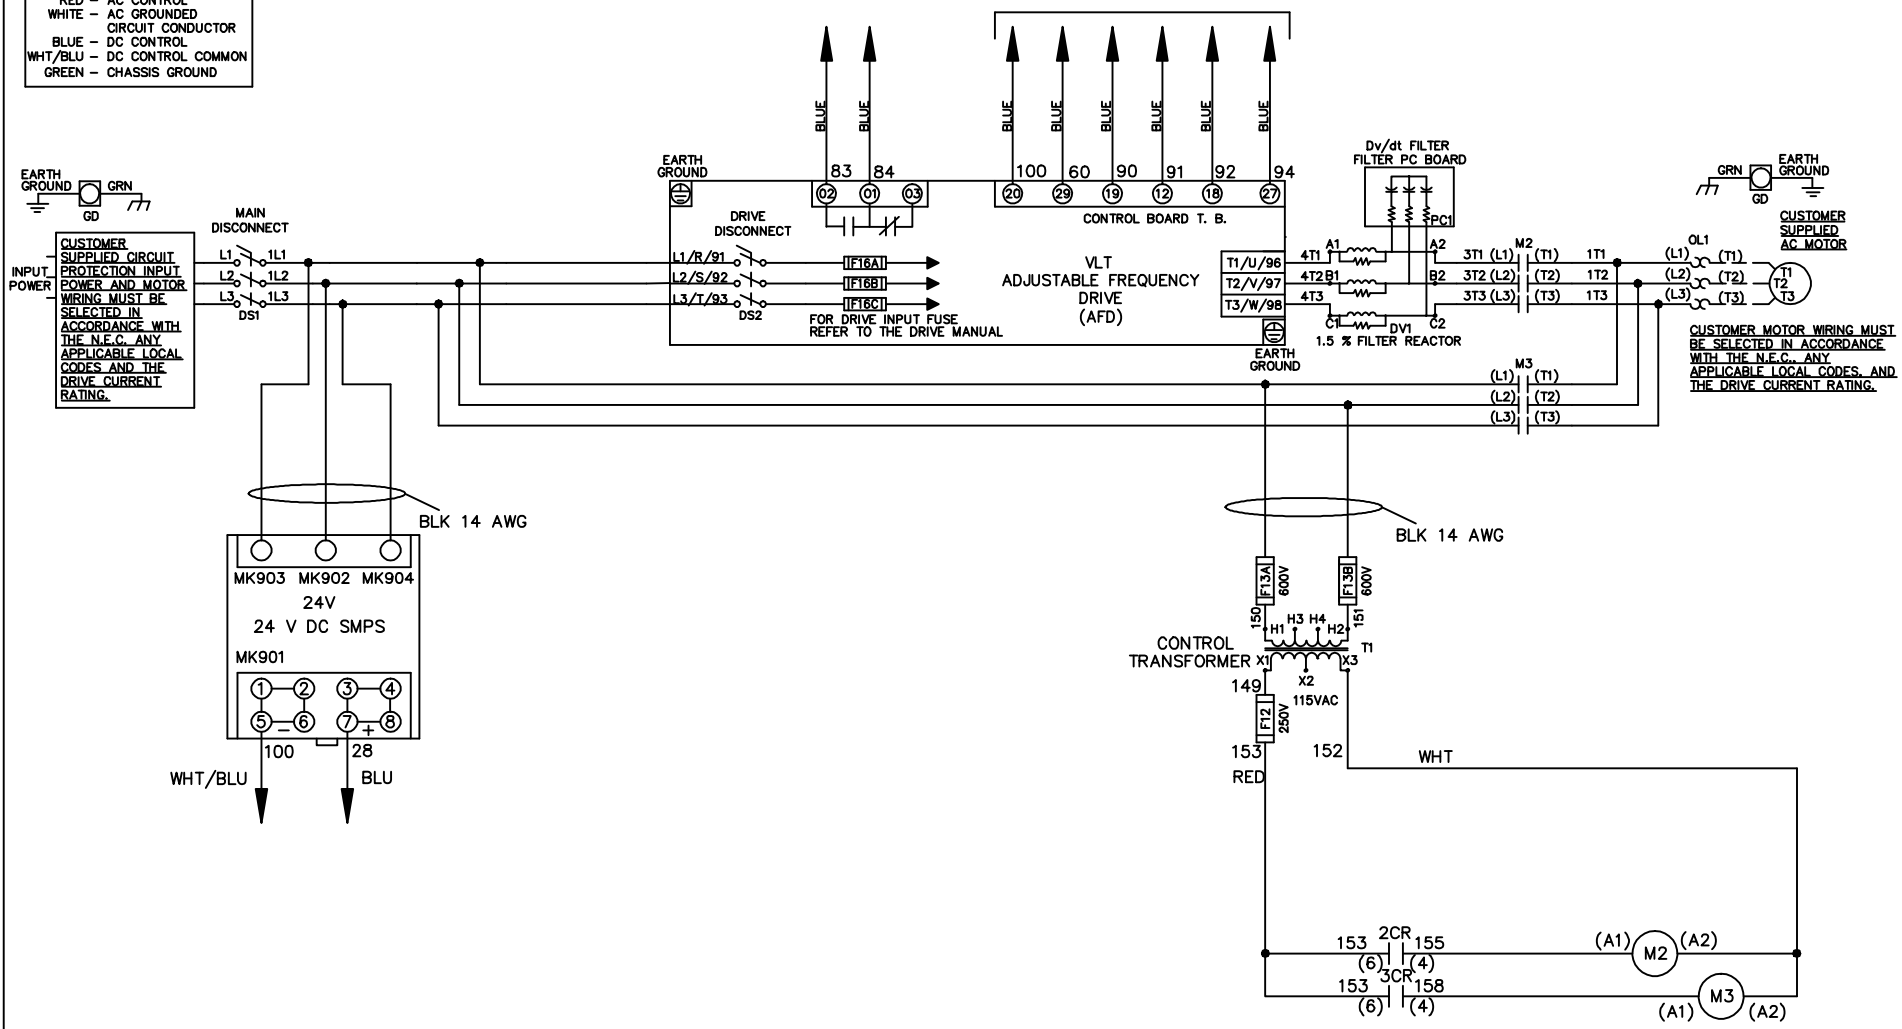 RED – AC CONTROL
WHITE – AC GROUNDED
CIRCUIT CONDUCTOR
BLUE – DC CONTROL
WHT/BLU – DC CONTROL COMMON
GREEN – CHASSIS GROUND
BLUE
BLUE
BLUE
BLUE
BLUE
BLUE
BLUE
BLUE
EARTH
GROUND
GRN
GD
MAIN
DISCONNECT
INPUT
POWER
CUSTOMER
SUPPLIED CIRCUIT
PROTECTION INPUT
POWER AND MOTOR
WIRING MUST BE
SELECTED IN
ACCORDANCE WITH
THE N.E.C. ANY
APPLICABLE LOCAL
CODES AND THE
DRIVE CURRENT
RATING.
L1 1L1
L2 1L2
L3 1L3
DS1
EARTH
GROUND
83 84
02 01 03
100 60 90 91 92 94
20 29 19 12 18 27
CONTROL BOARD T. B.
DRIVE
DISCONNECT
L1/R/91
L2/S/92
L3/T/93
DS2
F16A
F16B
F16C
FOR DRIVE INPUT FUSE
REFER TO THE DRIVE MANUAL
VLT
ADJUSTABLE FREQUENCY
DRIVE
(AFD)
T1/U/96
T2/V/97
T3/W/98
EARTH
GROUND
Dv/dt FILTER
FILTER PC BOARD
PC1
4T1 A1 A2
4T2 B1 B2
4T3 C1 C2
DV1
1.5 % FILTER REACTOR
M2
3T1 (L1) (T1) 1T1
3T2 (L2) (T2) 1T2
3T3 (L3) (T3) 1T3
OL1
(L1) (T1)
(L2) (T2)
(L3) (T3)
T1
T2
T3
GRN
GD
EARTH
GROUND
CUSTOMER
SUPPLIED
AC MOTOR
CUSTOMER MOTOR WIRING MUST
BE SELECTED IN ACCORDANCE
WITH THE N.E.C., ANY
APPLICABLE LOCAL CODES, AND
THE DRIVE CURRENT RATING.
M3
(L1) (T1)
(L2) (T2)
(L3) (T3)
BLK 14 AWG
MK903 MK902 MK904
24V
24 V DC SMPS
MK901
1 2 3 4
5 6 7 8
– +
100 28
WHT/BLU BLU
BLK 14 AWG
F13A
600V
F13B
600V
150
151
H1 H3 H4 H2
T1
CONTROL
TRANSFORMER
X1 X3
X2
115VAC
149
F12
250V
153
RED
152
WHT
2CR
153 155
(6) (4)
(A1) M2 (A2)
3CR
153 158
(6) (4)
(A1) M3 (A2)